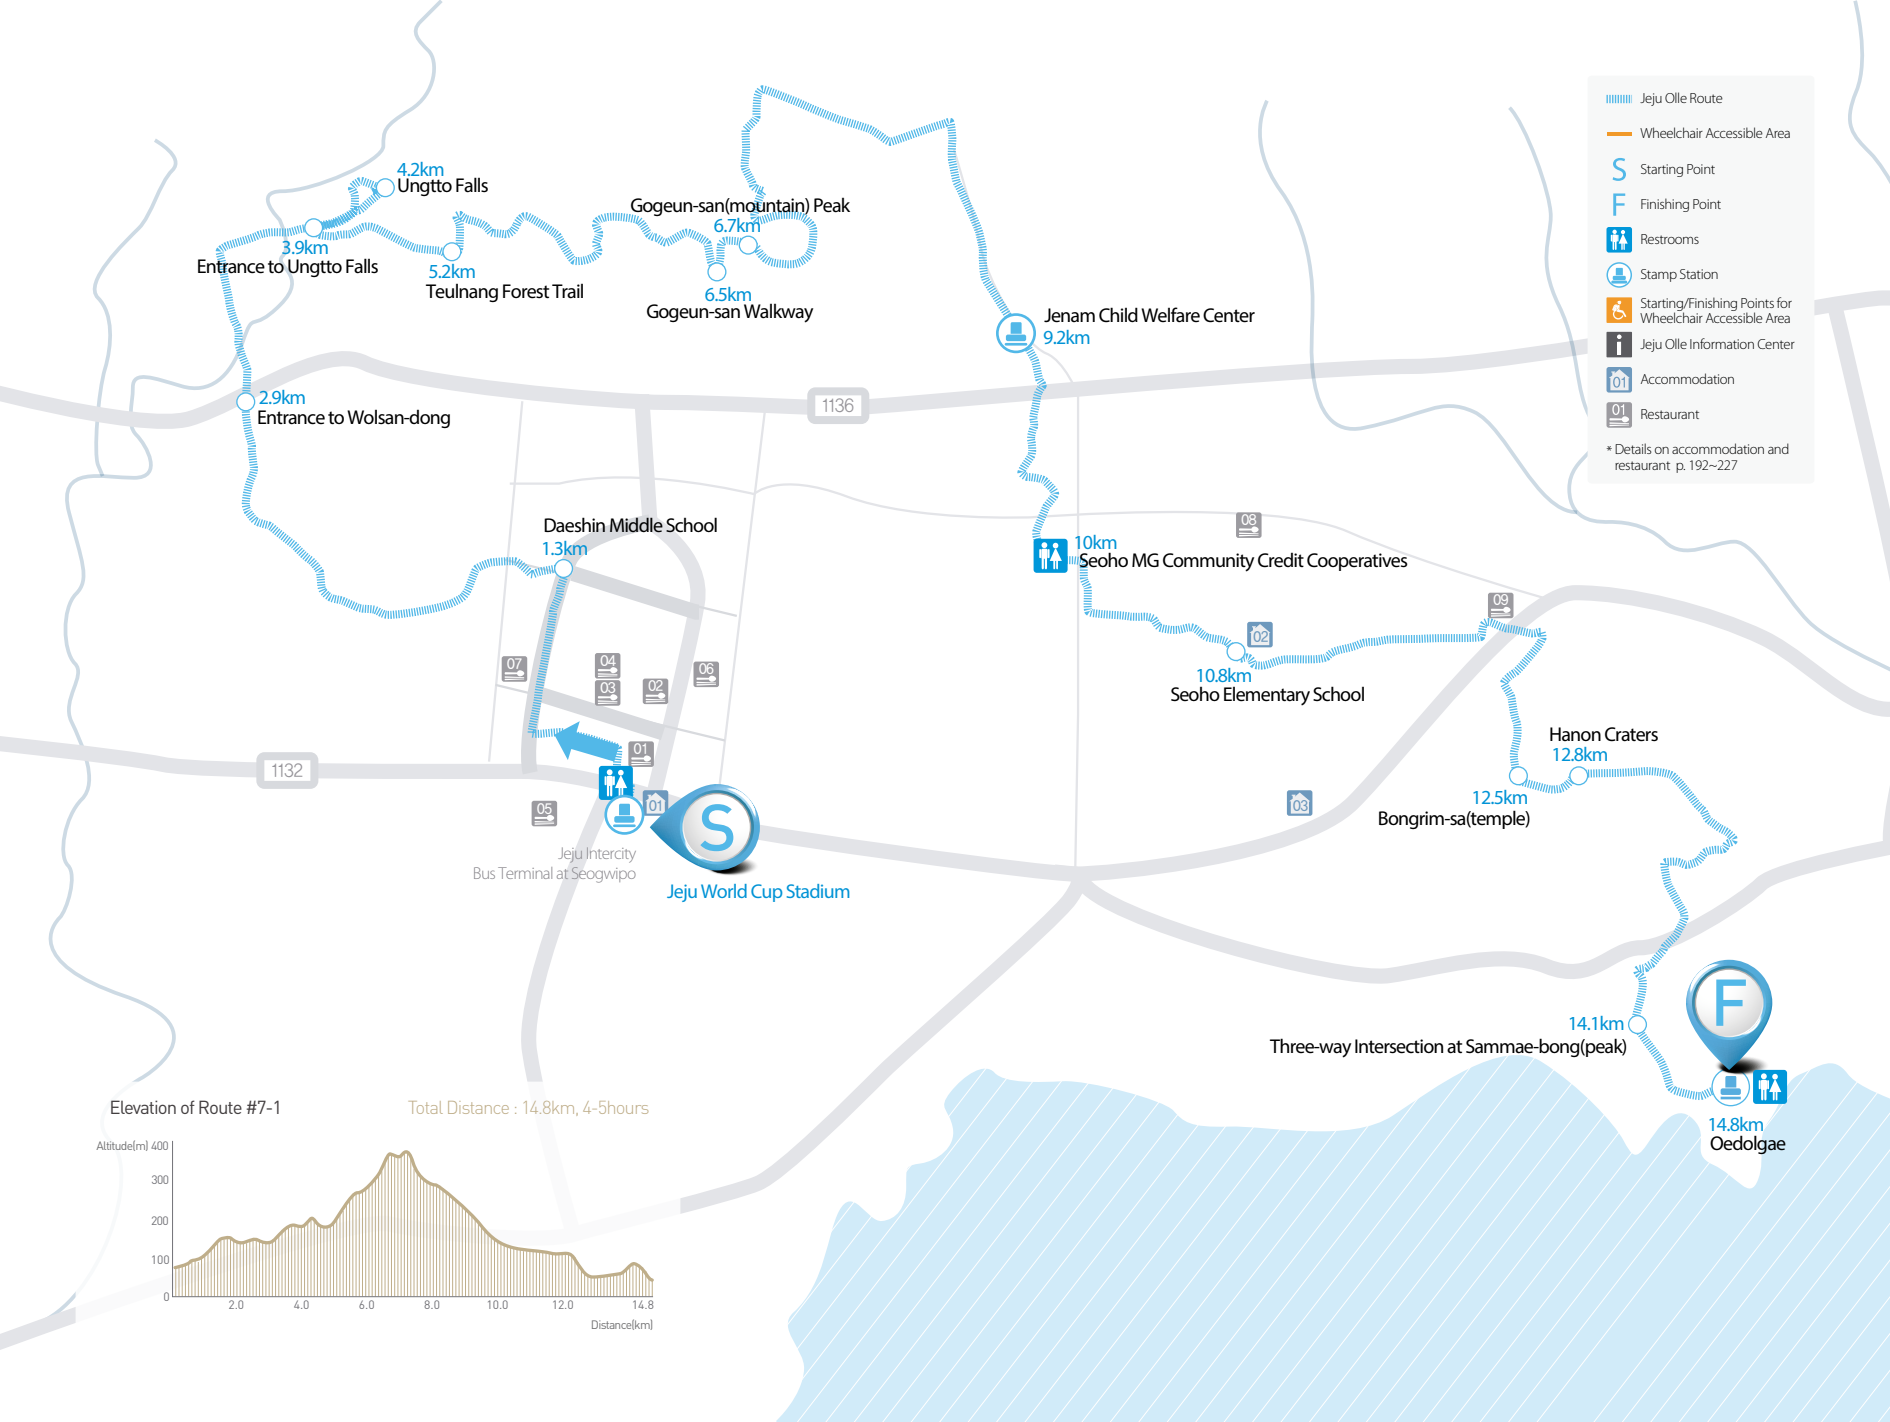 4.2km
Ungtto Falls
3.9km
Entrance to Ungtto Falls
5.2km
Teulnang Forest Trail
Gogeun-san(mountain) Peak
6.7km
6.5km
Gogeun-san Walkway
Jenam Child Welfare Center
9.2km
2.9km
Entrance to Wolsan-dong
1136
Daeshin Middle School
1.3km
10km
Seoho MG Community Credit Cooperatives
08
09
02
10.8km
Seoho Elementary School
07
04
03
02
06
01
1132
05
01
S
Jeju Intercity
Bus Terminal at Seogwipo
Jeju World Cup Stadium
Hanon Craters
12.8km
12.5km
Bongrim-sa(temple)
03
14.1km
Three-way Intersection at Sammae-bong(peak)
F
14.8km
Oedolgae
Jeju Olle Route
Wheelchair Accessible Area
S Starting Point
F Finishing Point
Restrooms
Stamp Station
Starting/Finishing Points for
Wheelchair Accessible Area
i Jeju Olle Information Center
01 Accommodation
01 Restaurant
* Details on accommodation and
restaurant p. 192~227
Elevation of Route #7-1
Total Distance : 14.8km, 4-5hours
Altitude(m) 400
300
200
100
0
2.0 4.0 6.0 8.0 10.0 12.0 14.8
Distance(km)